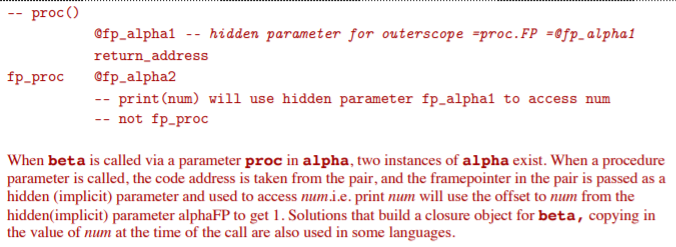 -- proc()
@fp_alpha1 -- hidden parameter for outerscope =proc.FP =@fp_alpha1
return_address
fp_proc @fp_alpha2
-- print(num) will use hidden parameter fp_alpha1 to access num
-- not fp_proc
When beta is called via a parameter proc in alpha, two instances of alpha exist. When a procedure
parameter is called, the code address is taken from the pair, and the framepointer in the pair is passed as a
hidden (implicit) parameter and used to access num.i.e. print num will use the offset to num from the
hidden(implicit) parameter alphaFP to get 1. Solutions that build a closure object for beta, copying in
the value of num at the time of the call are also used in some languages.